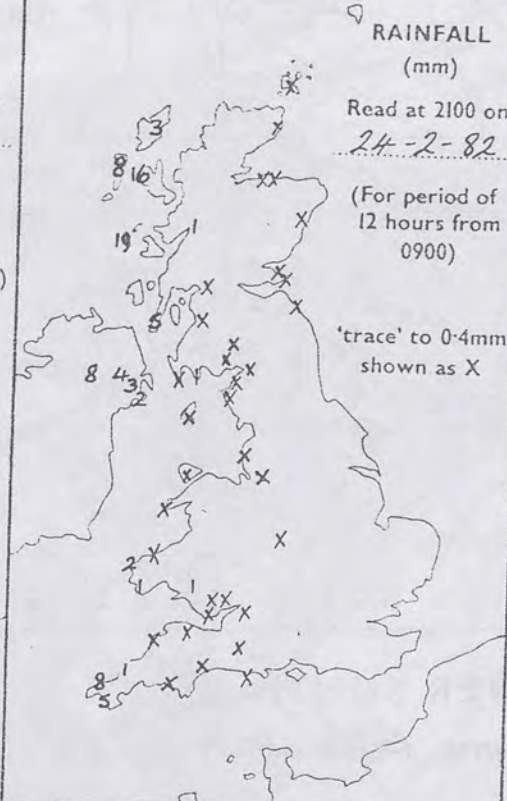 RAINFALL
(mm)
Read at 2100 on
24-2-82
(For period of
12 hours from
0900)
'trace' to 0·4mm
shown as X
X
X
3
8
16
X X
X
19
1
X
X
X
X
5
X
X
X
X
8
4
3
2
X
1
X
X
X
X
X
X
X
X
X
2
X
1
1
X X
X
X
X
X
X
1
X
8
5
X
X
)